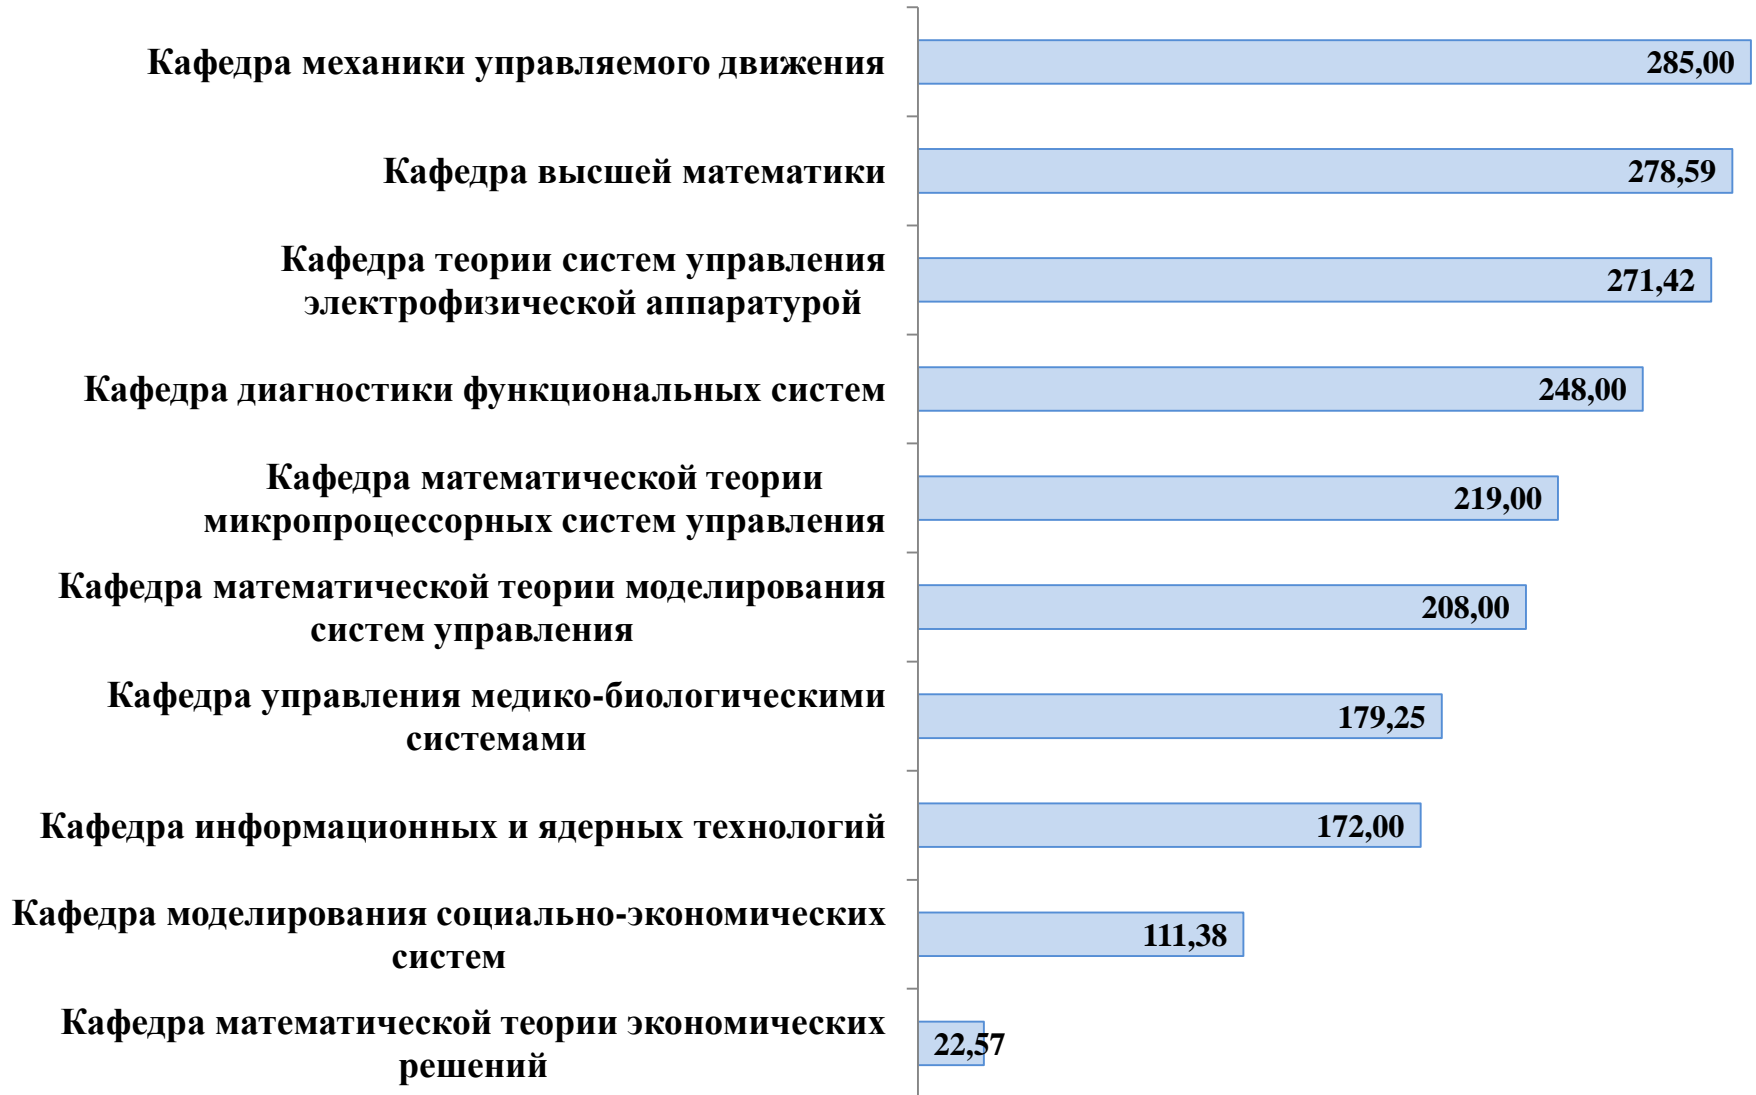 Кафедра механики управляемого движения
285,00
Кафедра высшей математики
278,59
Кафедра теории систем управления
электрофизической аппаратурой
271,42
Кафедра диагностики функциональных систем
248,00
Кафедра математической теории
микропроцессорных систем управления
219,00
Кафедра математической теории моделирования
систем управления
208,00
Кафедра управления медико-биологическими
системами
179,25
Кафедра информационных и ядерных технологий
172,00
Кафедра моделирования социально-экономических
систем
111,38
Кафедра математической теории экономических
решений
22,57